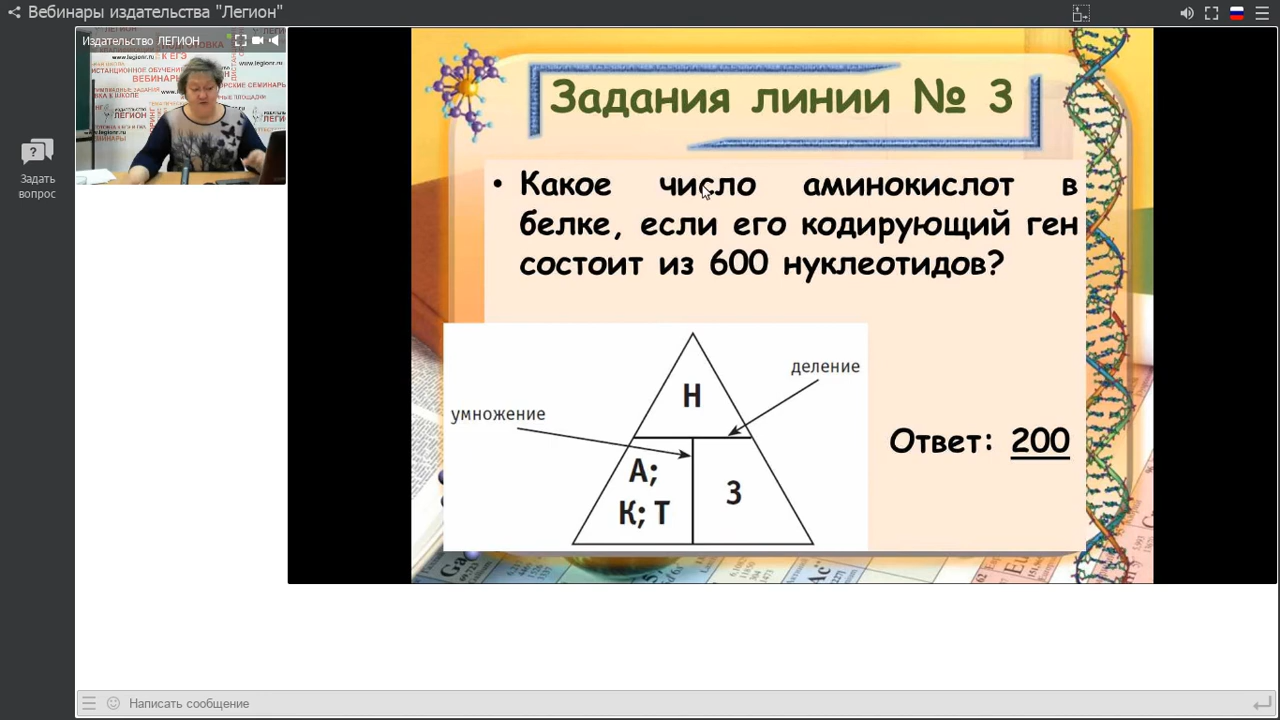 Вебинары издательства "Легион"
Издательство ЛЕГИОН
Задать
вопрос
Задания линии № 3
• Какое число аминокислот в
белке, если его кодирующий ген
состоит из 600 нуклеотидов?
деление
умножение
Н
А;
К; Т
3
Ответ: 200
Написать сообщение